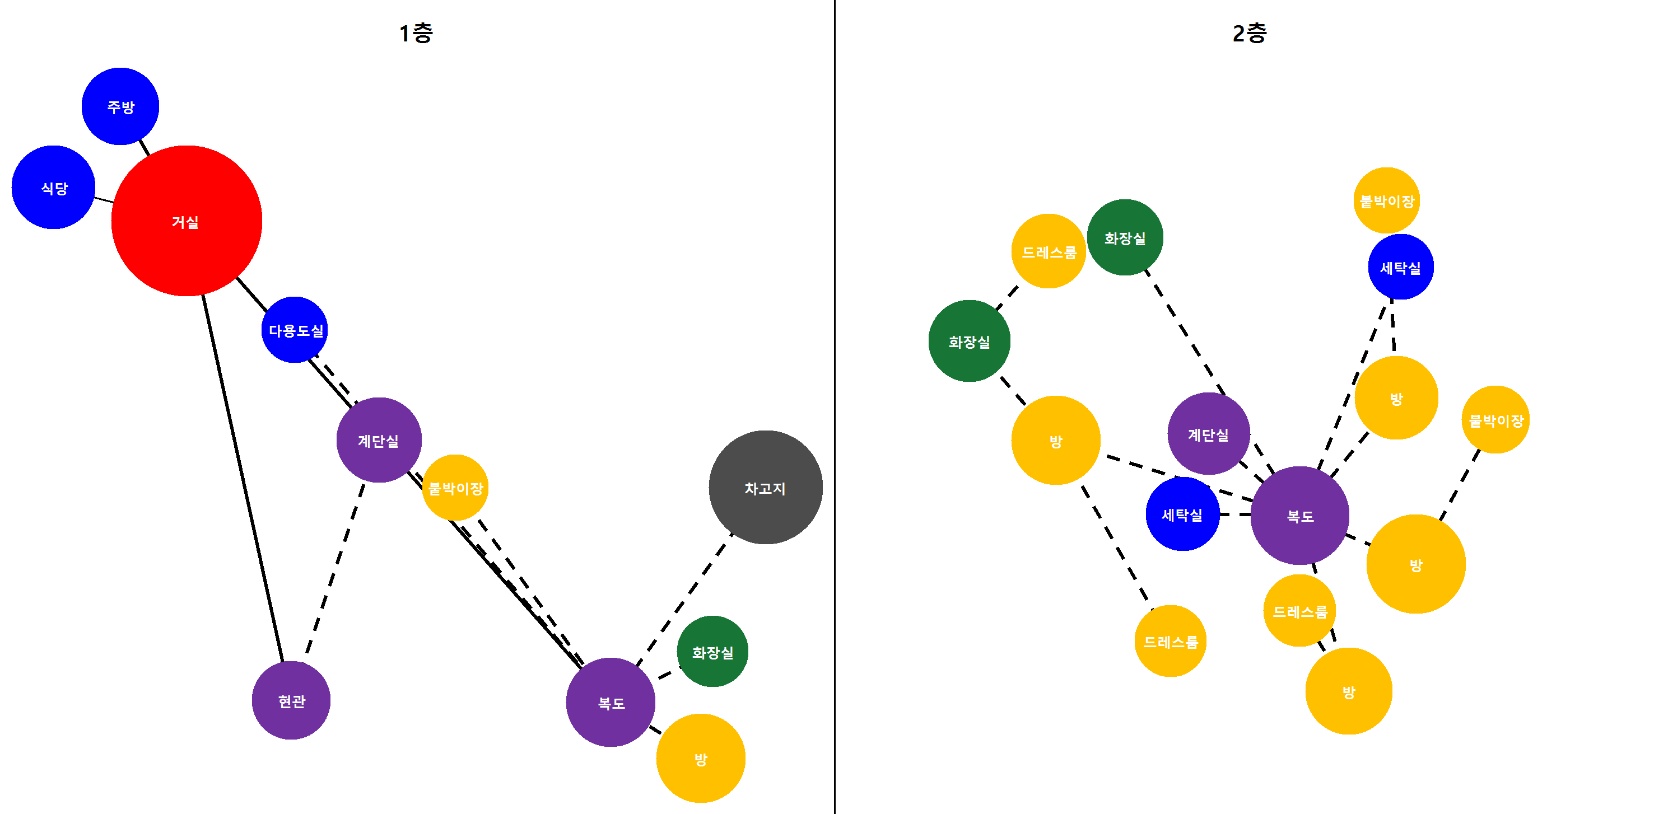 1층
주방
식당
거실
다용도실
계단실
붙박이장
차고지
화장실
현관
복도
방
2층
붙박이장
화장실
드레스룸
세탁실
화장실
방
붙박이장
계단실
방
세탁실
복도
방
드레스룸
드레스룸
방